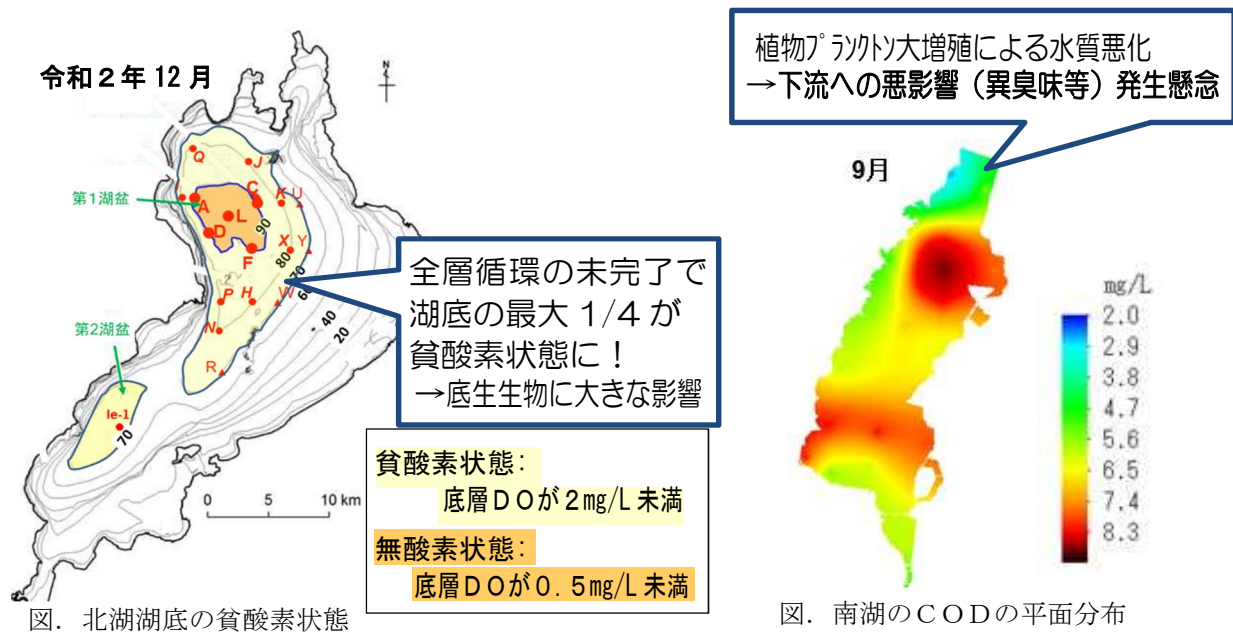 令和２年 12 月
N
Q
J
第１湖盆
I
A
C
K
U
L
D
90
F
X
Y
80
70
60
P
H
W
N
40
20
R
第２湖盆
Ie-1
70
0 5 10 km
全層循環の未完了で
湖底の最大 1/4 が
貧酸素状態に！
→底生生物に大きな影響
貧酸素状態：
底層ＤＯが２mg/L 未満
無酸素状態：
底層ＤＯが０．５mg/L 未満
図．北湖湖底の貧酸素状態
植物ﾌﾟﾗﾝｸﾄﾝ大増殖による水質悪化
→下流への悪影響（異臭味等）発生懸念
9月
mg/L
2.0
2.9
3.8
4.7
5.6
6.5
7.4
8.3
図．南湖のＣＯＤの平面分布